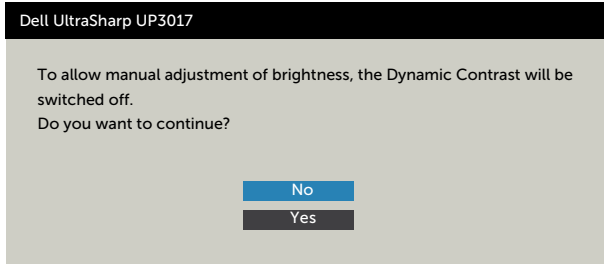 Dell UltraSharp UP3017
To allow manual adjustment of brightness, the Dynamic Contrast will be
switched off.
Do you want to continue?
No
Yes